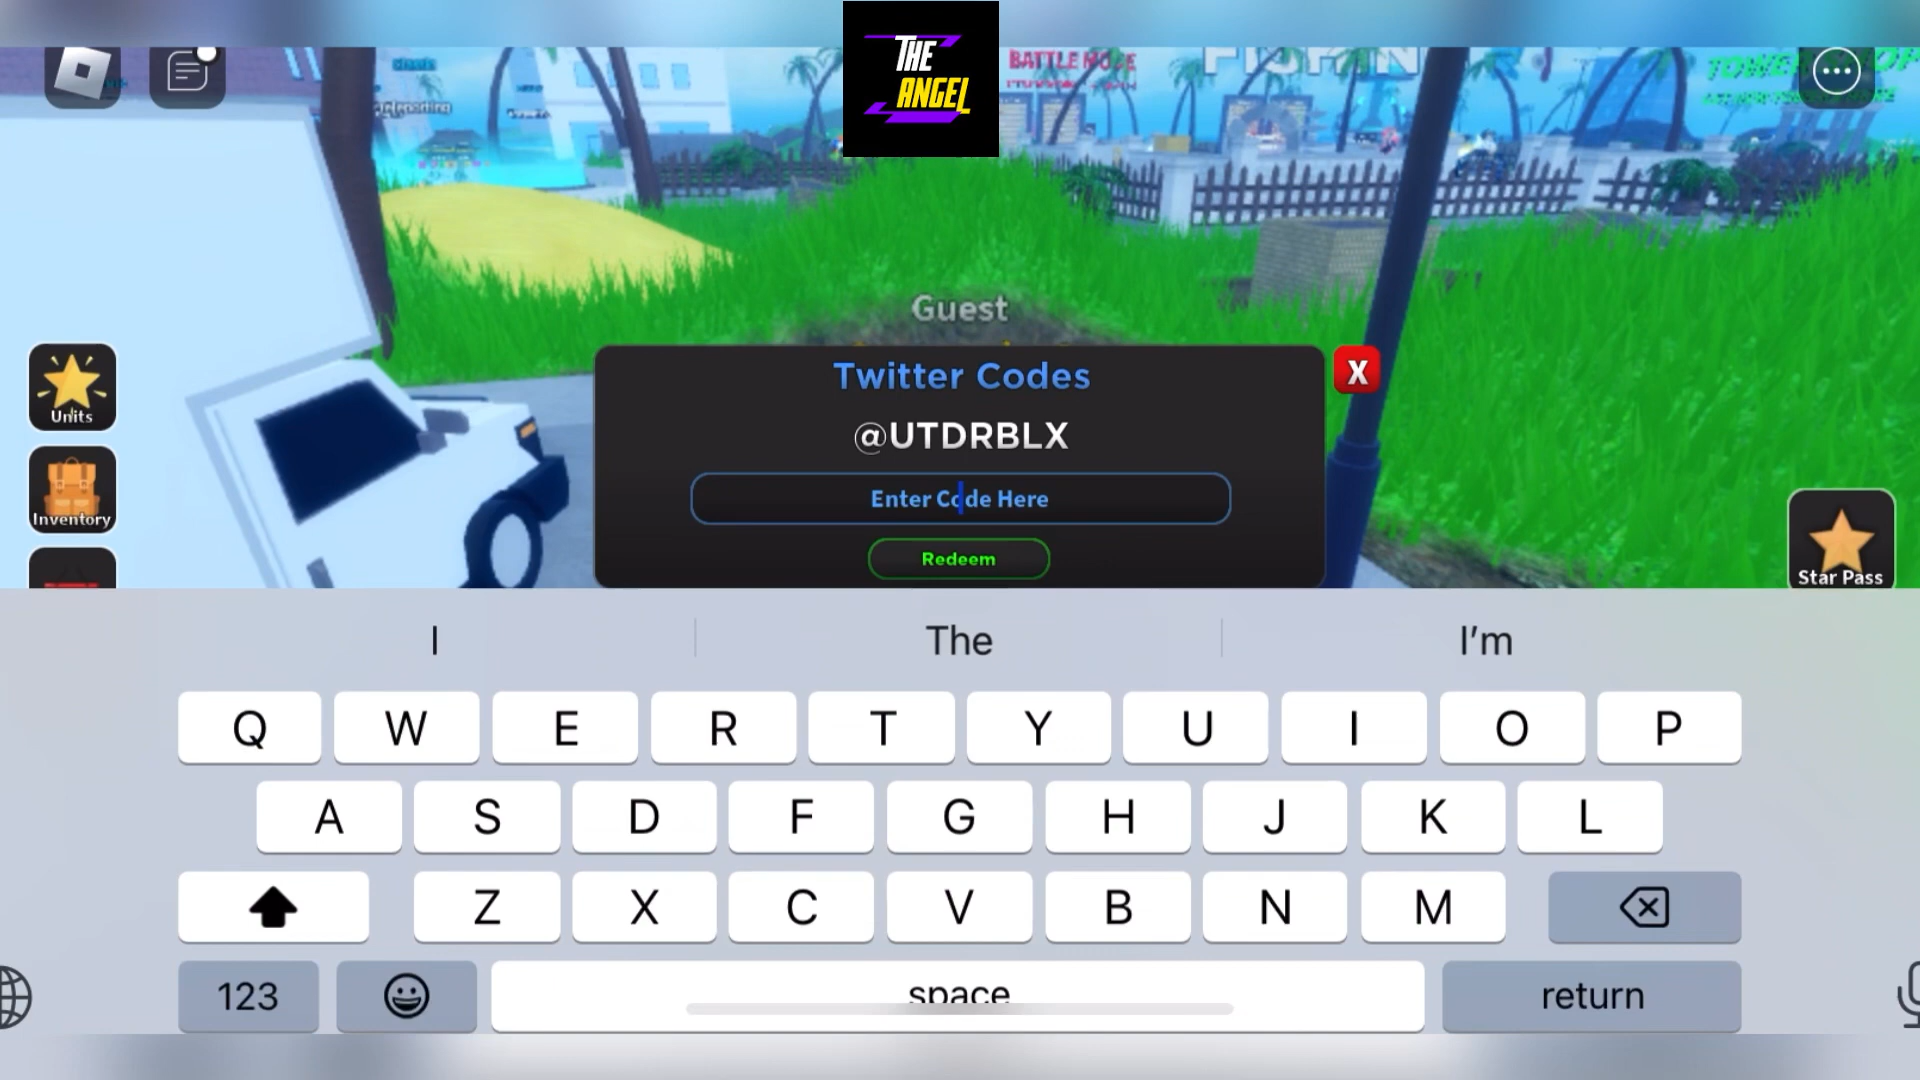 THE
ANGEL
BATTLE MODE
FISHIN
Guest
Twitter Codes
@UTDRBLX
X
Enter Code Here
Redeem
Units
Inventory
Star Pass
I
The
I'm
Q W E R T Y U I O P
A S D F G H J K L
Z X C V B N M
123
space
return